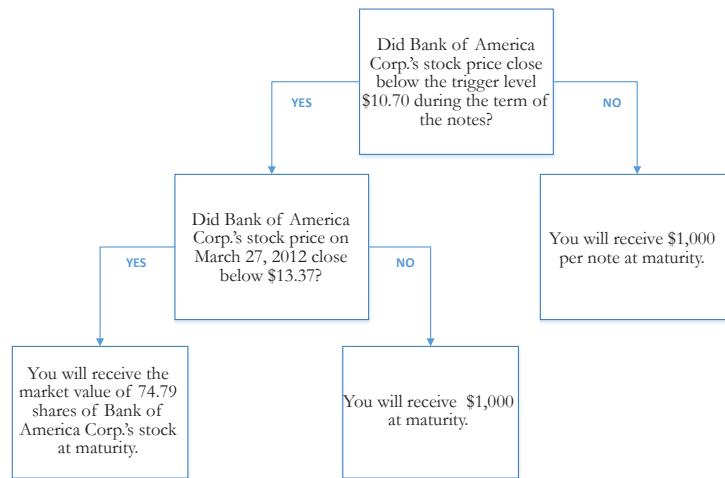 Did Bank of America
Corp.'s stock price close
below the trigger level
$10.70 during the term of
the notes?
YES
NO
Did Bank of America
Corp.'s stock price on
March 27, 2012 close
below $13.37?
You will receive $1,000
per note at maturity.
YES
NO
You will receive the
market value of 74.79
shares of Bank of
America Corp.'s stock
at maturity.
You will receive $1,000
at maturity.